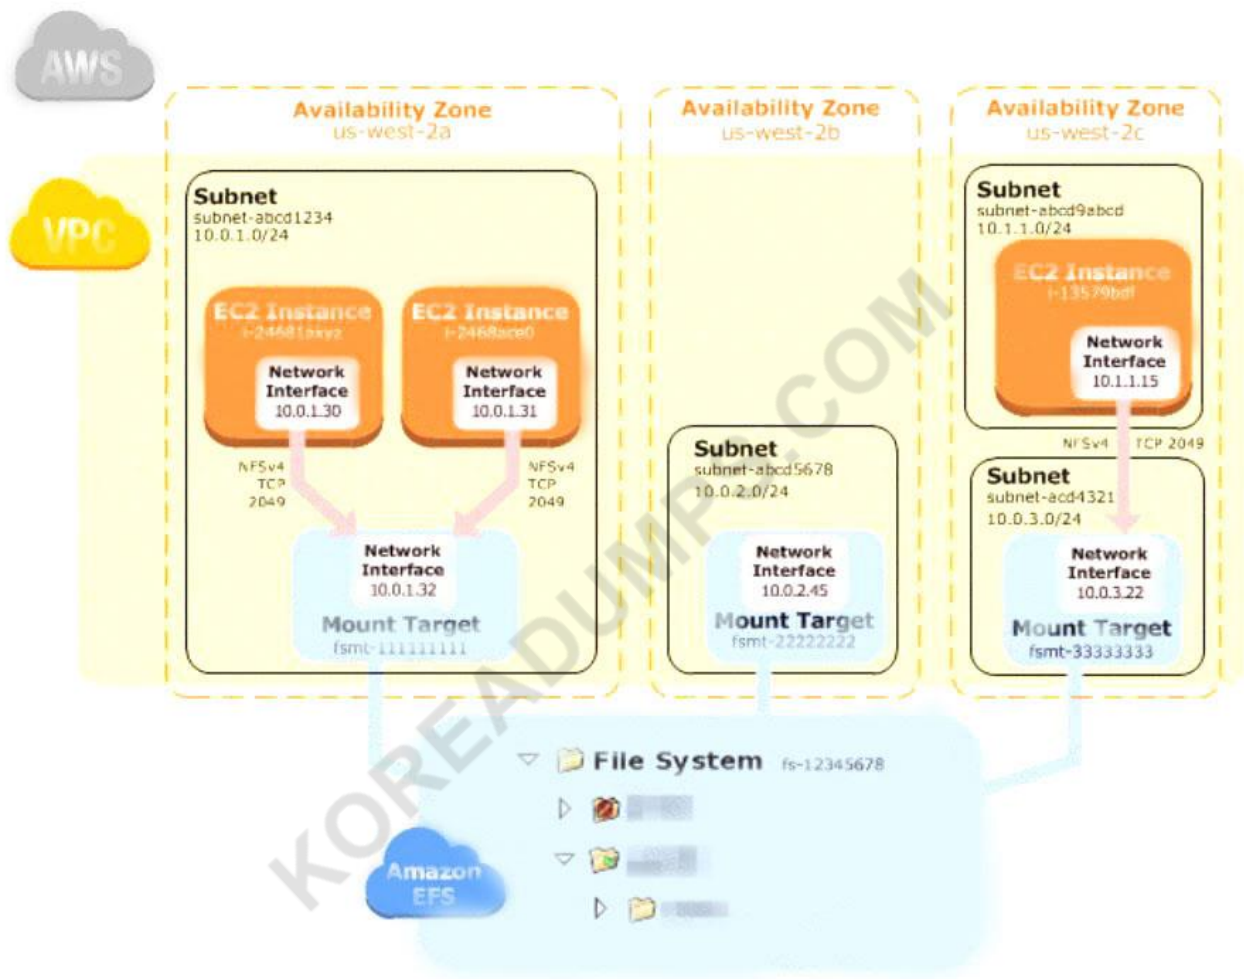 AWS
Availability Zone
us-west-2a
Availability Zone
us-west-2b
Availability Zone
us-west-2c
VPC
Subnet
subnet-abcd1234
10.0.1.0/24
EC2 Instance
EC2 Instance
i-2468ace0
Network
Interface
10.0.1.30
Network
Interface
10.0.1.31
NFSv4
TCP
2049
NFSv4
TCP
2049
Network
Interface
10.0.1.32
Mount Target
fsmt-111111111
Subnet
subnet-abcd5678
10.0.2.0/24
Network
Interface
10.0.2.45
Mount Target
fsmt-22222222
Subnet
subnet-abcd9abcd
10.1.1.0/24
EC2 Instance
i-13579bdf
Network
Interface
10.1.1.15
NFSv4 TCP 2049
Subnet
subnet-acd4321
10.0.3.0/24
Network
Interface
10.0.3.22
Mount Target
fsmt-33333333
File System fs-12345678
Amazon
EFS
KOREADUMPS.COM